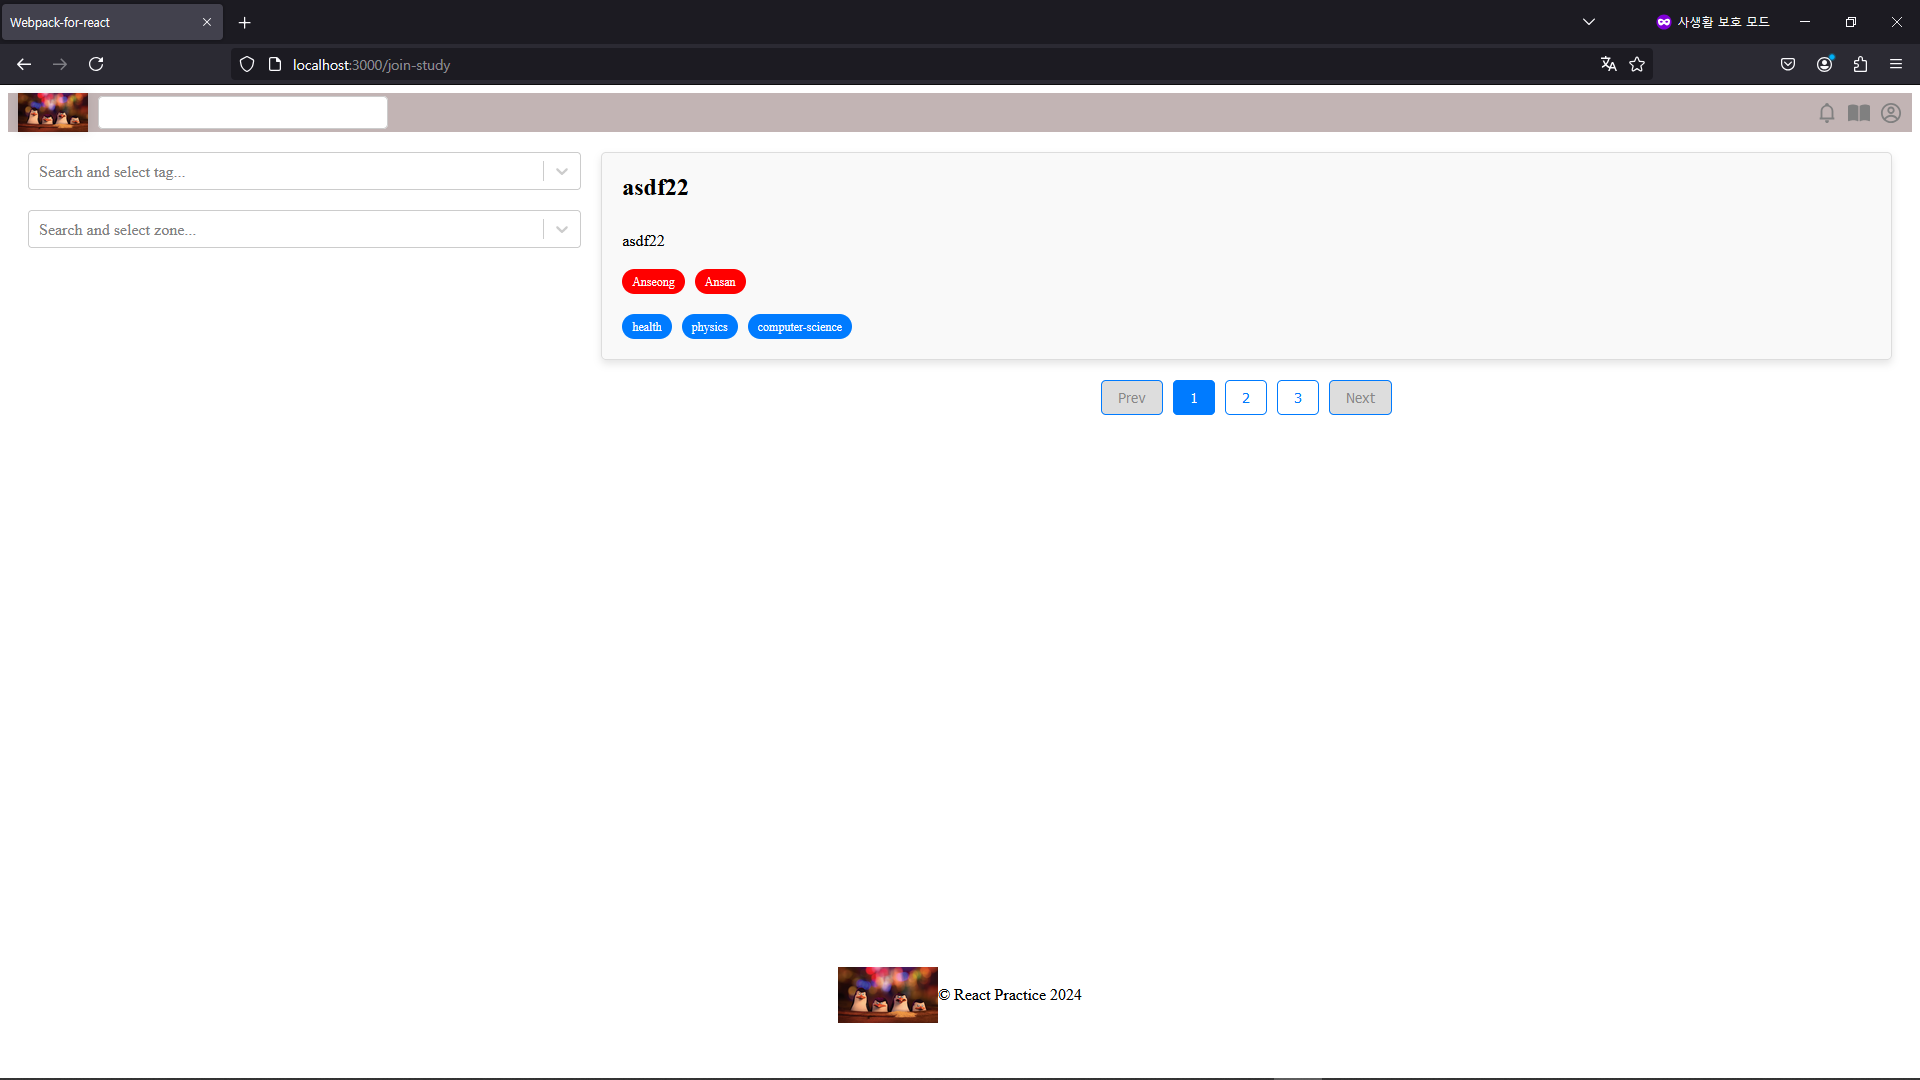 Webpack-for-react
사생활 보호 모드
localhost:3000/join-study
Search and select tag...
Search and select zone...
asdf22
asdf22
Anseong Ansan
health physics computer-science
Prev 1 2 3 Next
© React Practice 2024